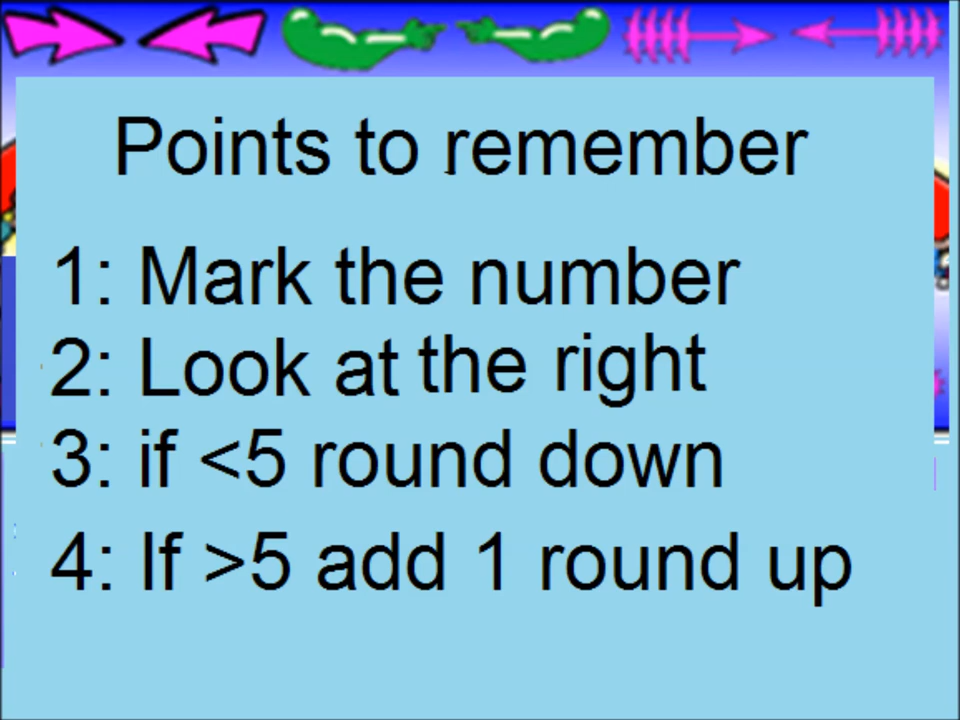 Points to remember
1: Mark the number
2: Look at the right
3: if <5 round down
4: If >5 add 1 round up